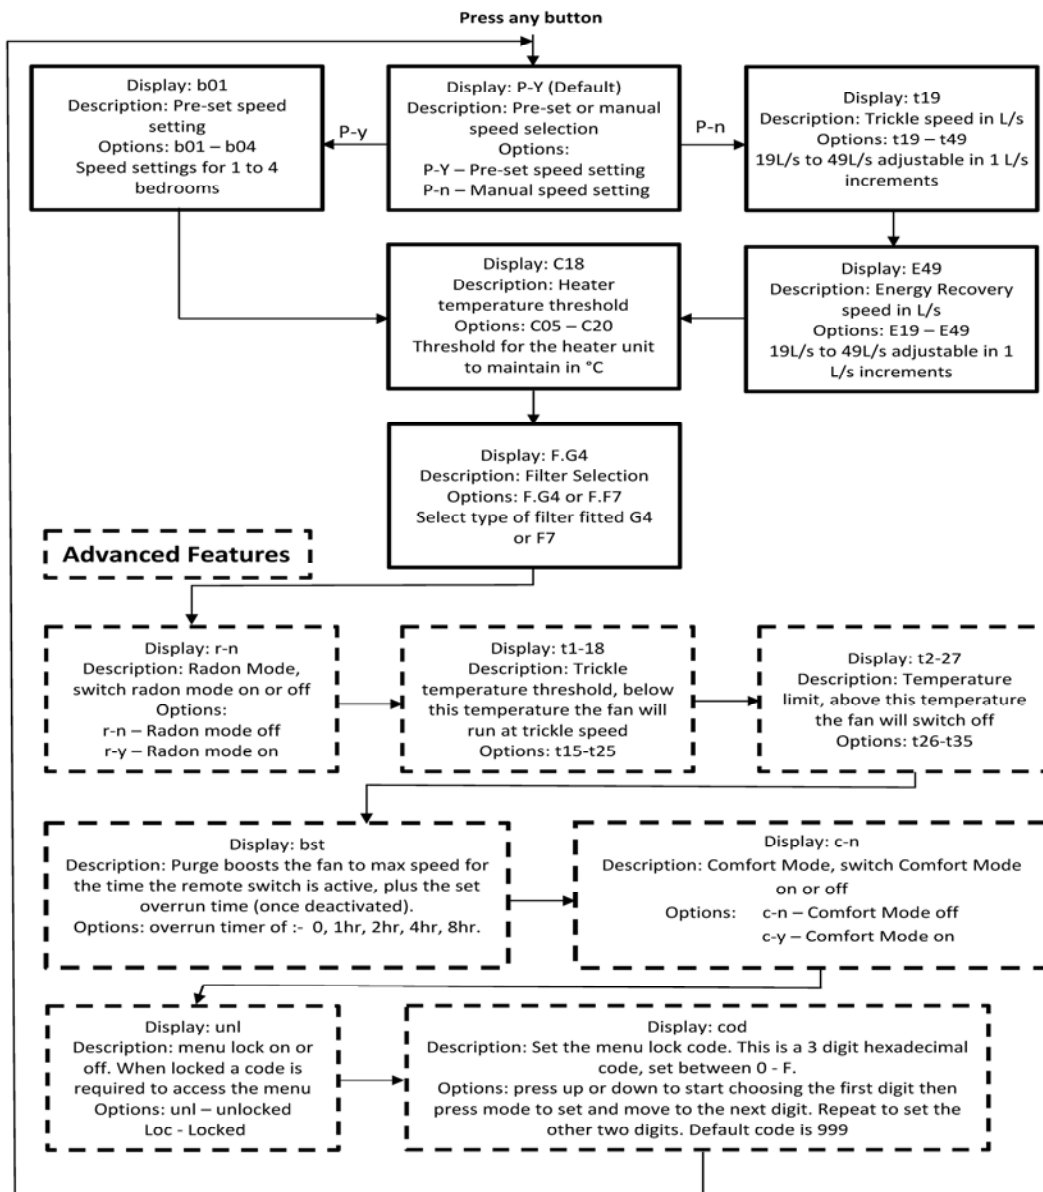 Press any button
Display: b01
Description: Pre-set speed
setting
Options: b01 – b04
Speed settings for 1 to 4
bedrooms
P-y
Display: P-Y (Default)
Description: Pre-set or manual
speed selection
Options:
P-Y – Pre-set speed setting
P-n – Manual speed setting
P-n
Display: t19
Description: Trickle speed in L/s
Options: t19 – t49
19L/s to 49L/s adjustable in 1 L/s
increments
Display: C18
Description: Heater
temperature threshold
Options: C05 – C20
Threshold for the heater unit
to maintain in °C
Display: E49
Description: Energy Recovery
speed in L/s
Options: E19 – E49
19L/s to 49L/s adjustable in 1
L/s increments
Display: F.G4
Description: Filter Selection
Options: F.G4 or F.F7
Select type of filter fitted G4
or F7
Advanced Features
Display: r-n
Description: Radon Mode,
switch radon mode on or off
Options:
r-n – Radon mode off
r-y – Radon mode on
Display: t1-18
Description: Trickle
temperature threshold, below
this temperature the fan will
run at trickle speed
Options: t15-t25
Display: t2-27
Description: Temperature
limit, above this temperature
the fan will switch off
Options: t26-t35
Display: bst
Description: Purge boosts the fan to max speed for
the time the remote switch is active, plus the set
overrun time (once deactivated).
Options: overrun timer of :- 0, 1hr, 2hr, 4hr, 8hr.
Display: c-n
Description: Comfort Mode, switch Comfort Mode
on or off
Options: c-n – Comfort Mode off
c-y – Comfort Mode on
Display: unl
Description: menu lock on or
off. When locked a code is
required to access the menu
Options: unl – unlocked
Loc - Locked
Display: cod
Description: Set the menu lock code. This is a 3 digit hexadecimal
code, set between 0 - F.
Options: press up or down to start choosing the first digit then
press mode to set and move to the next digit. Repeat to set the
other two digits. Default code is 999